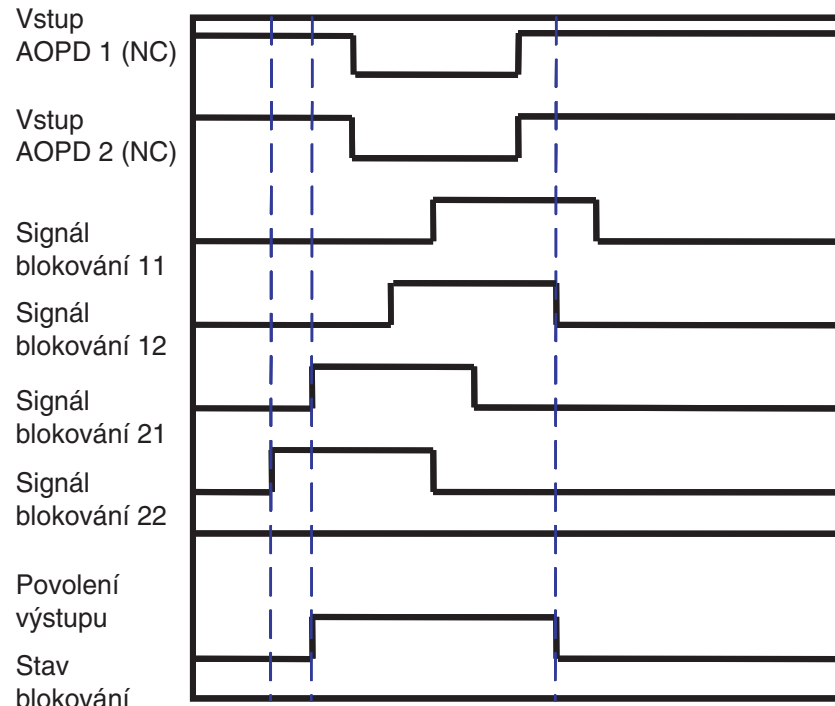 Vstup
AOPD 1 (NC)
Vstup
AOPD 2 (NC)
Signál
blokování 11
Signál
blokování 12
Signál
blokování 21
Signál
blokování 22
Povolení
výstupu
Stav
blokování